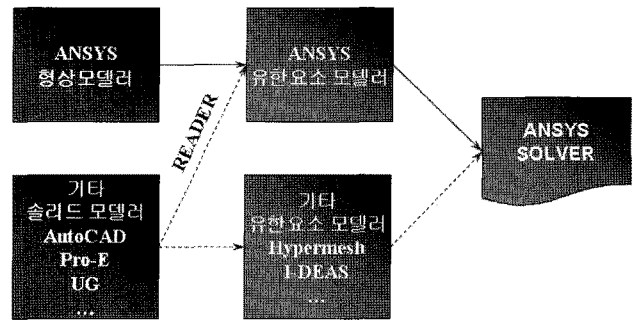 ANSYS
형상모델러
ANSYS
유한요소 모델러
READER
ANSYS
SOLVER
기타
솔리드 모델러
AutoCAD
Pro-E
UG
...
기타
유한요소 모델러
Hypermesh
I-DEAS
...